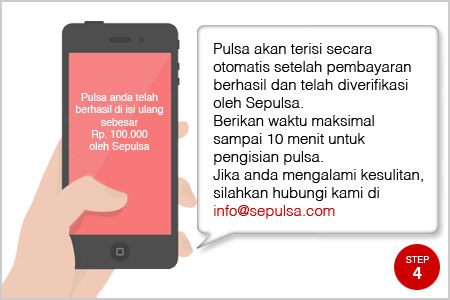 Pulsa anda telah
berhasil di isi ulang
sebesar
Rp. 100.000
oleh Sepulsa
Pulsa akan terisi secara
otomatis setelah pembayaran
berhasil dan telah diverifikasi
oleh Sepulsa.
Berikan waktu maksimal
sampai 10 menit untuk
pengisian pulsa.
Jika anda mengalami kesulitan,
silahkan hubungi kami di
info@sepulsa.com
STEP
4